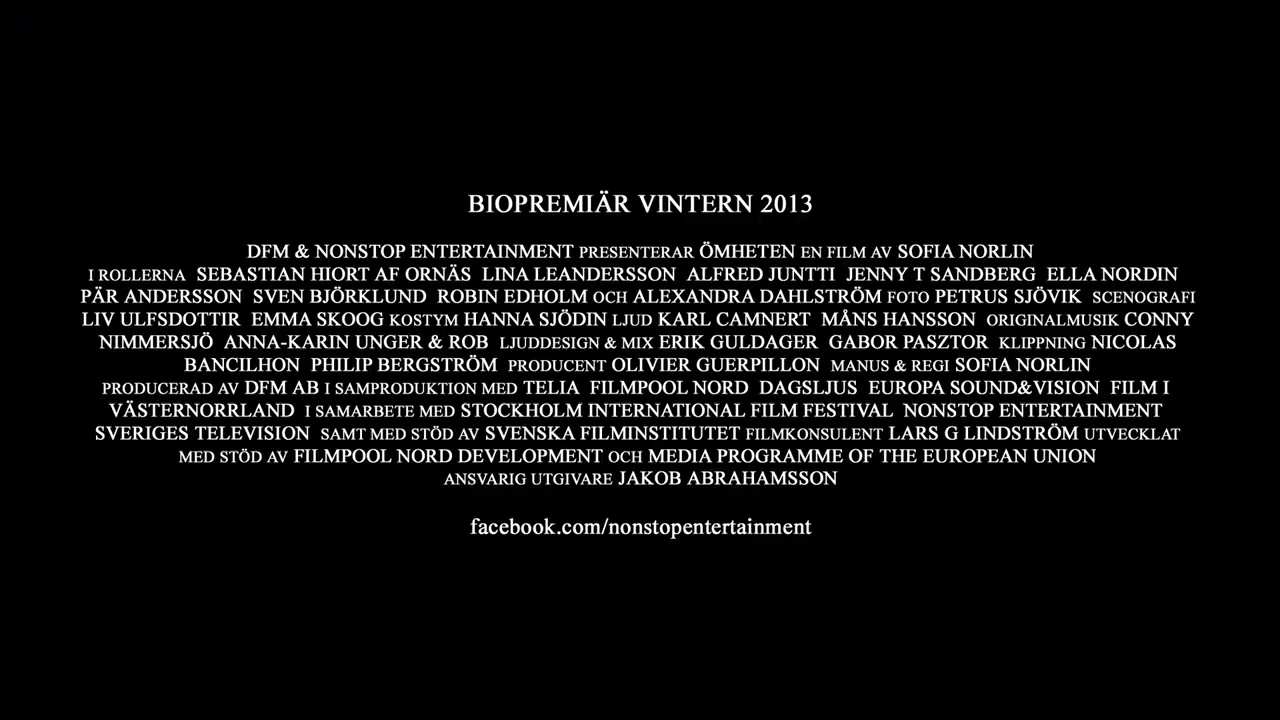 BIOPREMIÄR VINTERN 2013
DFM & NONSTOP ENTERTAINMENT PRESENTERAR ÖMHETEN EN FILM AV SOFIA NORLIN
I ROLLERNA SEBASTIAN HIORT AF ORNÄS LINA LEANDERSSON ALFRED JUNTTI JENNY T SANDBERG ELLA NORDIN
PÄR ANDERSSON SVEN BJÖRKLUND ROBIN EDHOLM OCH ALEXANDRA DAHLSTRÖM FOTO PETRUS SJÖVIK SCENOGRAFI
LIV ULFSDOTTIR EMMA SKOOG KOSTYM HANNA SJÖDIN LJUD KARL CAMNERT MÅNS HANSSON ORIGINALMUSIK CONNY
NIMMERSJÖ ANNA-KARIN UNGER & ROB LJUDDESIGN & MIX ERIK GULDAGER GABOR PASZTOR KLIPPNING NICOLAS
BANCILHON PHILIP BERGSTRÖM PRODUCENT OLIVIER GUERPILLON MANUS & REGI SOFIA NORLIN
PRODUCERAD AV DFM AB I SAMPRODUKTION MED TELIA FILMPOOL NORD DAGSLJUS EUROPA SOUND&VISION FILM I
VÄSTERNORRLAND I SAMARBETE MED STOCKHOLM INTERNATIONAL FILM FESTIVAL NONSTOP ENTERTAINMENT
SVERIGES TELEVISION SAMT MED STÖD AV SVENSKA FILMINSTITUTET FILMKONSULENT LARS G LINDSTRÖM UTVECKLAT
MED STÖD AV FILMPOOL NORD DEVELOPMENT OCH MEDIA PROGRAMME OF THE EUROPEAN UNION
ANSVARIG UTGIVARE JAKOB ABRAHAMSSON
facebook.com/nonstopentertainment